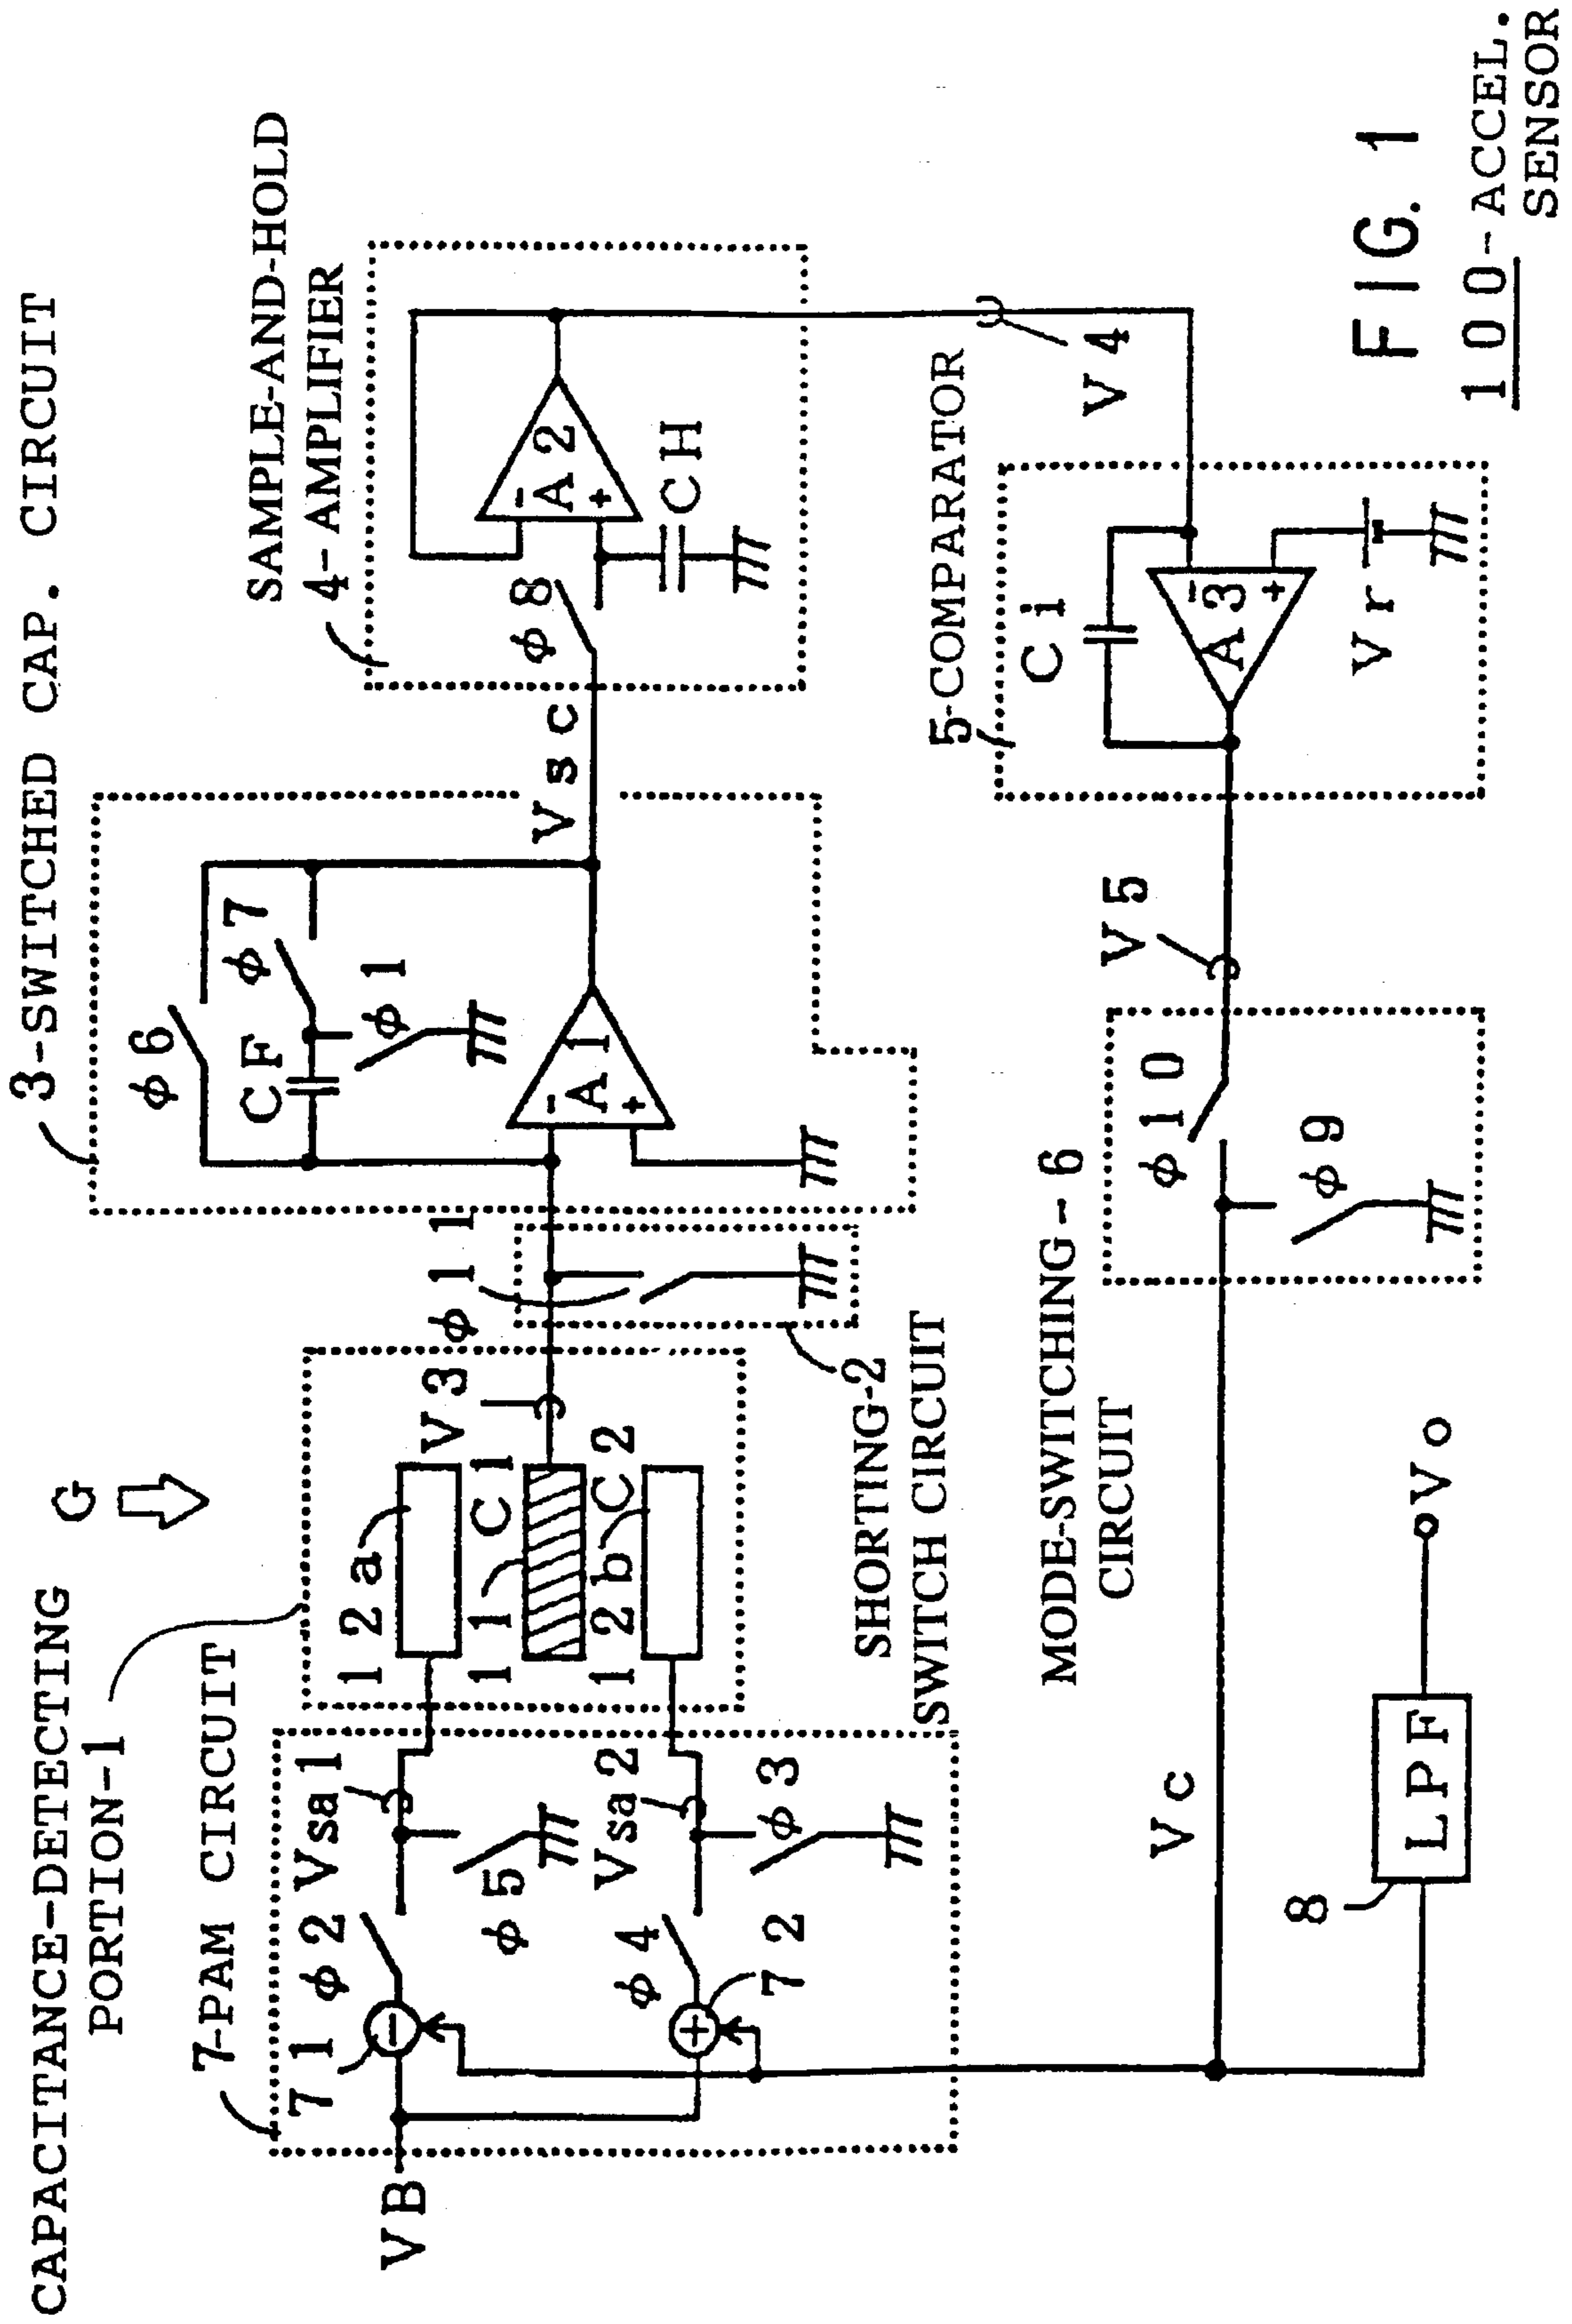 CAPACITANCE-DETECTING
PORTION-1
G
3-SWITCHED CAP. CIRCUIT
SAMPLE-AND-HOLD
4-AMPLIFIER
7-PAM CIRCUIT
VB
71
φ2
Vsa1
φ5
φ4
72
Vsa2
φ3
12a
11
C1
12b
C2
V3
φ11
SHORTING-2
SWITCH CIRCUIT
φ6
CF
φ7
φ1
-
A1
+
Vsc
φ8
-
A2
+
CH
V4
5-COMPARATOR
Ci
-
A3
+
Vr
V5
MODE-SWITCHING-6
CIRCUIT
φ10
φ9
Vc
8
LPF
Vo
FIG. 1
100-ACCEL.
SENSOR